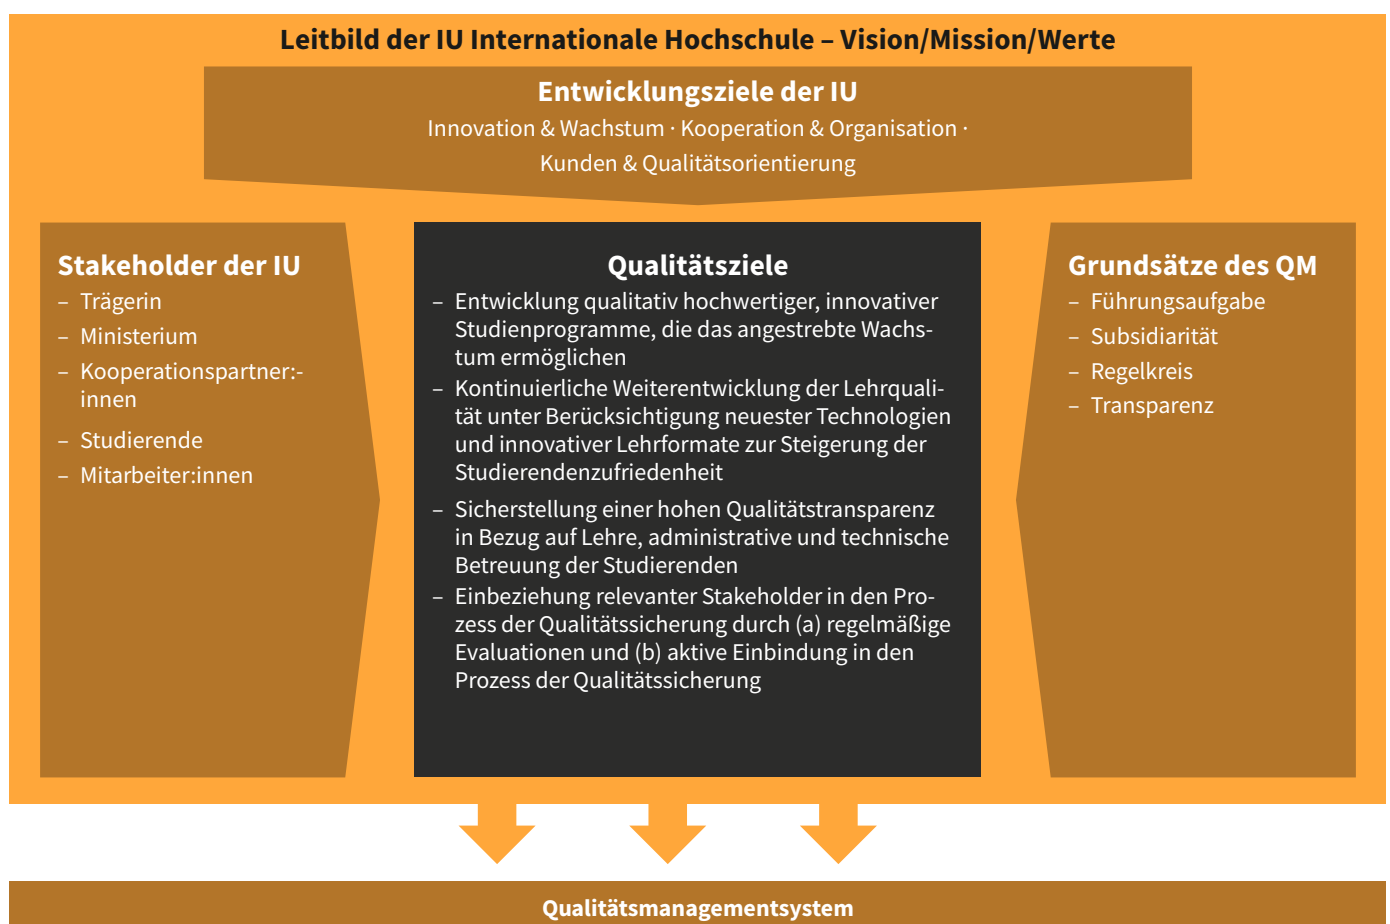 Leitbild der IU Internationale Hochschule – Vision/Mission/Werte
Entwicklungsziele der IU
Innovation & Wachstum · Kooperation & Organisation ·
Kunden & Qualitätsorientierung
Stakeholder der IU
– Trägerin
– Ministerium
– Kooperationspartner:-
innen
– Studierende
– Mitarbeiter:innen
Qualitätsziele
– Entwicklung qualitativ hochwertiger, innovativer
Studienprogramme, die das angestrebte Wachs-
tum ermöglichen
– Kontinuierliche Weiterentwicklung der Lehrquali-
tät unter Berücksichtigung neuester Technologien
und innovativer Lehrformate zur Steigerung der
Studierendenzufriedenheit
– Sicherstellung einer hohen Qualitätstransparenz
in Bezug auf Lehre, administrative und technische
Betreuung der Studierenden
– Einbeziehung relevanter Stakeholder in den Pro-
zess der Qualitätssicherung durch (a) regelmäßige
Evaluationen und (b) aktive Einbindung in den
Prozess der Qualitätssicherung
Grundsätze des QM
– Führungsaufgabe
– Subsidiarität
– Regelkreis
– Transparenz
Qualitätsmanagementsystem